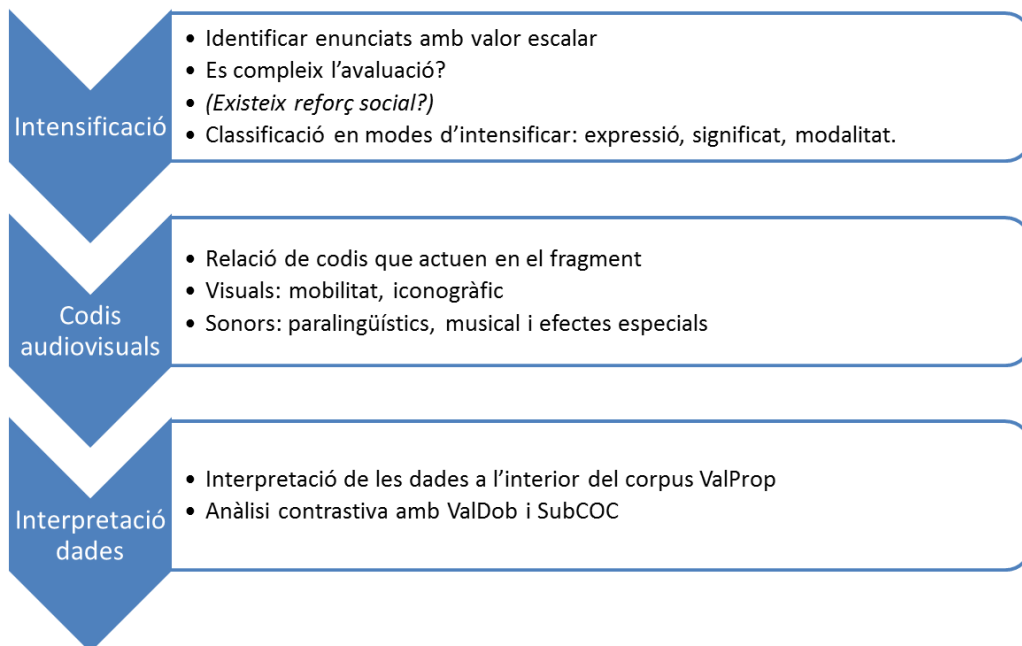 Intensificació
• Identificar enunciats amb valor escalar
• Es compleix l’avaluació?
• (Existeix reforç social?)
• Classificació en modes d’intensificar: expressió, significat, modalitat.
Codis
audiovisuals
• Relació de codis que actuen en el fragment
• Visuals: mobilitat, iconogràfic
• Sonors: paralingüístics, musical i efectes especials
Interpretació
dades
• Interpretació de les dades a l’interior del corpus ValProp
• Anàlisi contrastiva amb ValDob i SubCOC